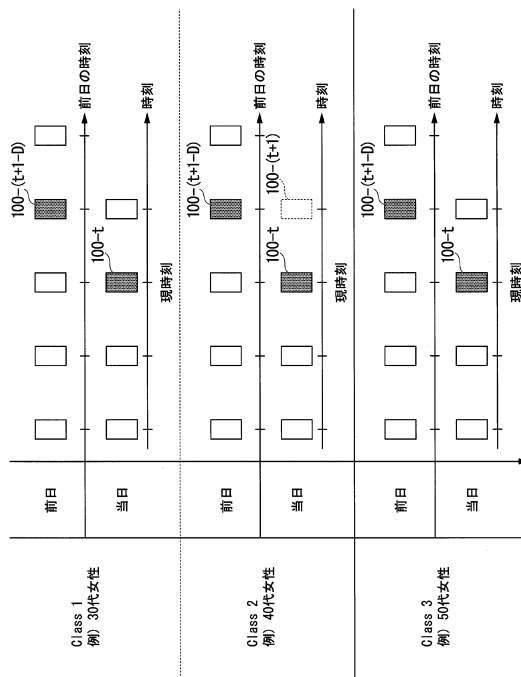 Class 1
例) 30代女性
前日
当日
100-(t+1-D)
前日の時刻
100-t
現時刻
時刻
Class 2
例) 40代女性
前日
当日
100-(t+1-D)
前日の時刻
100-t
100-(t+1)
現時刻
時刻
Class 3
例) 50代女性
前日
当日
100-(t+1-D)
前日の時刻
100-t
現時刻
時刻